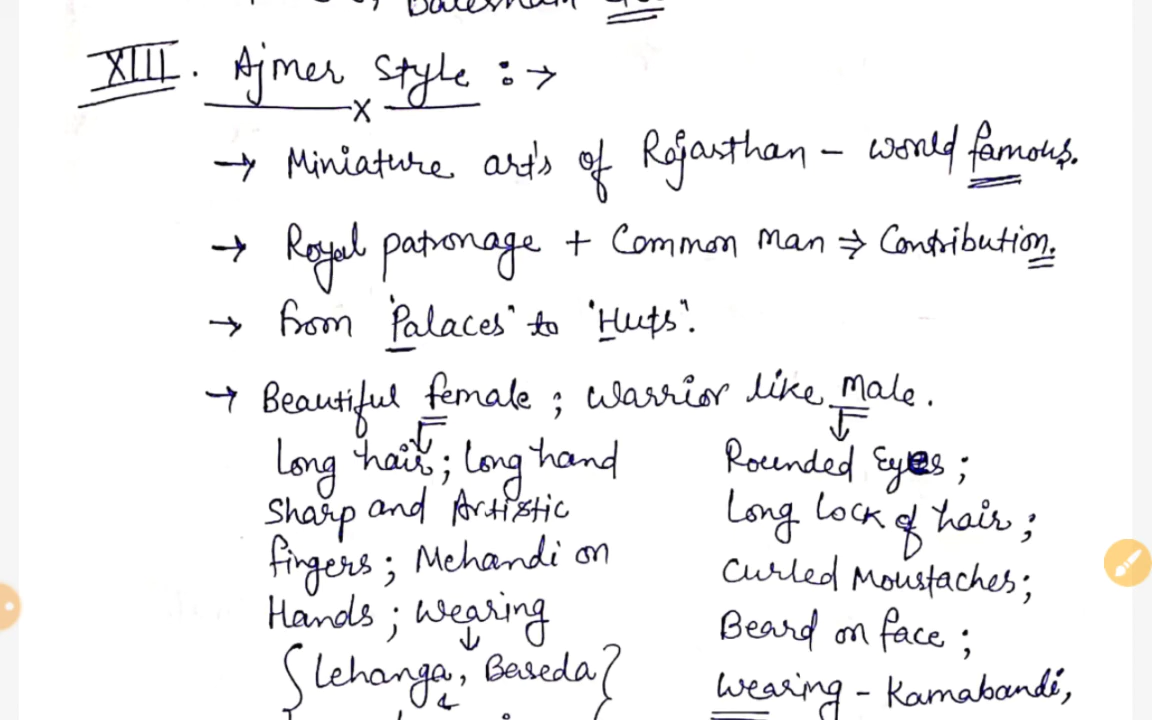 XIII. Ajmer Style :→
→ Miniature art's of Rajasthan - world famous.
→ Royal patronage + Common man ⇒ Contribution.
→ from 'Palaces' to 'Huts'.
→ Beautiful female ; Warrior like Male.
Long hair ; Long hand
Sharp and Artistic
fingers ; Mehandi on
Hands ; wearing
{Lehanga, Beseda}
Rounded Eyes ;
Long lock of hair ;
Curled Moustaches ;
Beard on face ;
Wearing - Kamabandi,